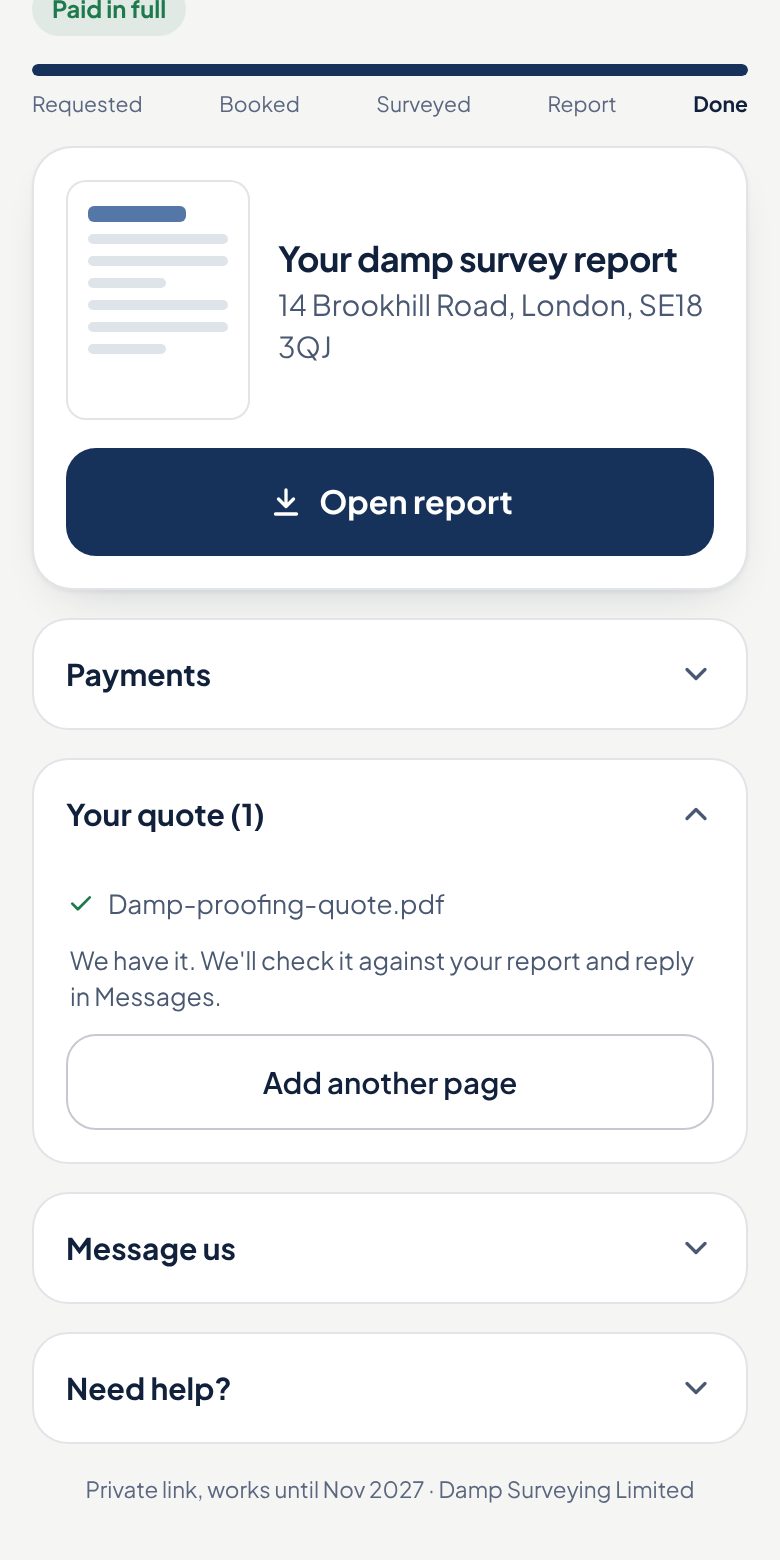 Paid in full
Requested
Booked
Surveyed
Report
Done
Your damp survey report
14 Brookhill Road, London, SE18
3QJ
Open report
Payments
Your quote (1)
Damp-proofing-quote.pdf
We have it. We'll check it against your report and reply
in Messages.
Add another page
Message us
Need help?
Private link, works until Nov 2027 · Damp Surveying Limited